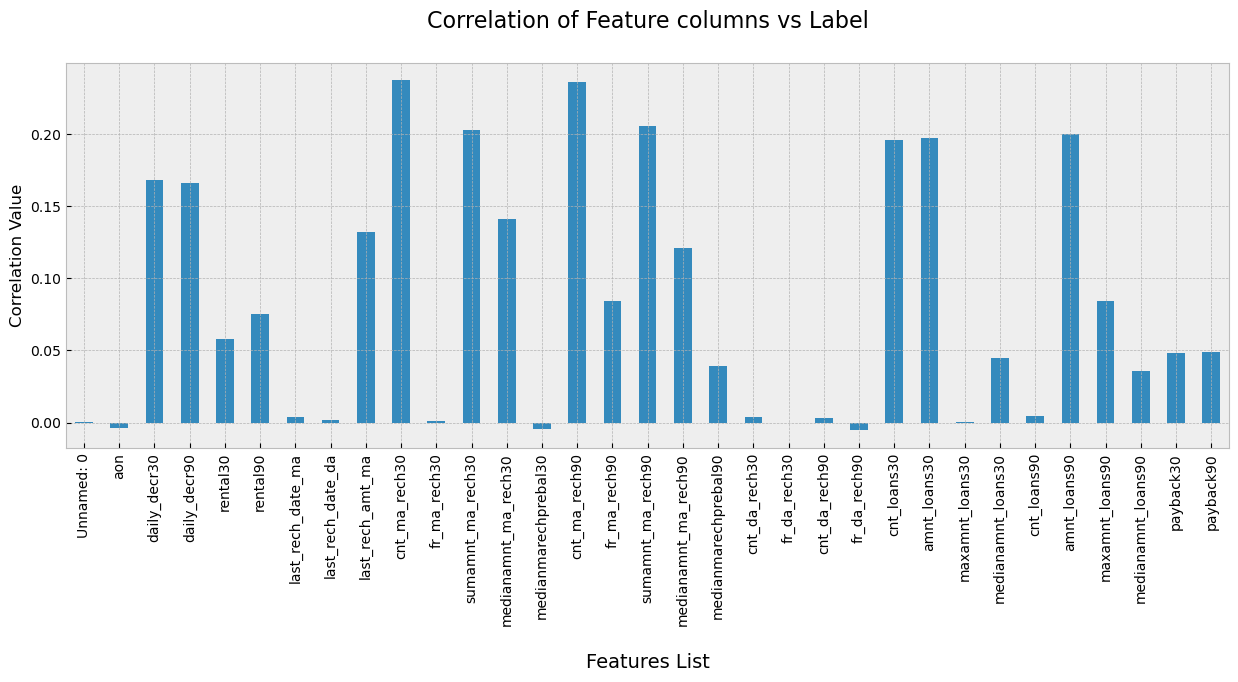 Correlation of Feature columns vs Label
Correlation Value
0.20
0.15
0.10
0.05
0.00
Unnamed: 0
aon
daily_decr30
daily_decr90
rental30
rental90
last_rech_date_ma
last_rech_date_da
last_rech_amt_ma
cnt_ma_rech30
fr_ma_rech30
sumamnt_ma_rech30
medianamnt_ma_rech30
medianmarechprebal30
cnt_ma_rech90
fr_ma_rech90
sumamnt_ma_rech90
medianamnt_ma_rech90
medianmarechprebal90
cnt_da_rech30
fr_da_rech30
cnt_da_rech90
fr_da_rech90
cnt_loans30
amnt_loans30
maxamnt_loans30
medianamnt_loans30
cnt_loans90
amnt_loans90
maxamnt_loans90
medianamnt_loans90
payback30
payback90
Features List